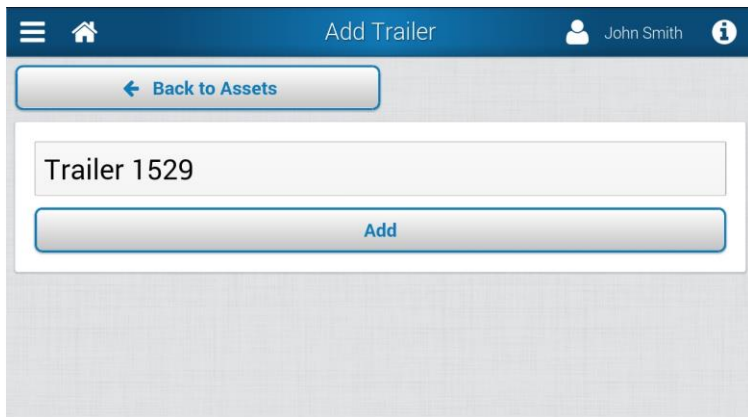 Add Trailer
John Smith
Back to Assets
Trailer 1529
Add